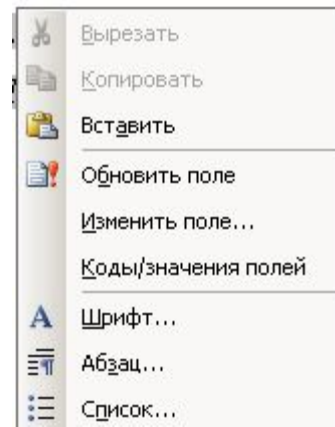 Вырезать
Копировать
Вставить
Обновить поле
Изменить поле...
Коды/значения полей
Шрифт...
Абзац...
Список...